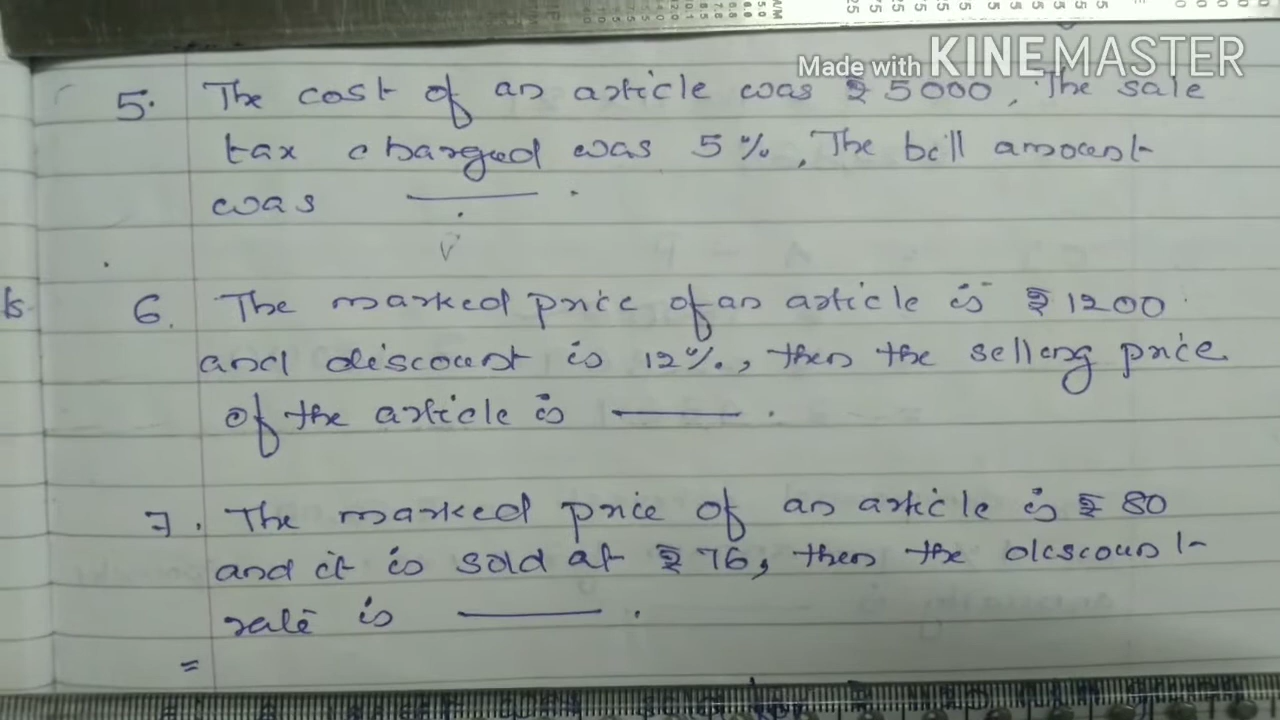 Made with KINEMASTER
5. The cost of an article was ₹ 5000, The sale
tax charged was 5%, The bill amount
was ______ .
6. The marked price of an article is ₹ 1200
and discount is 12%, then the selling price
of the article is ______ .
7. The marked price of an article is ₹ 80
and it is sold at ₹ 76, then the discount
rate is ______ .
=